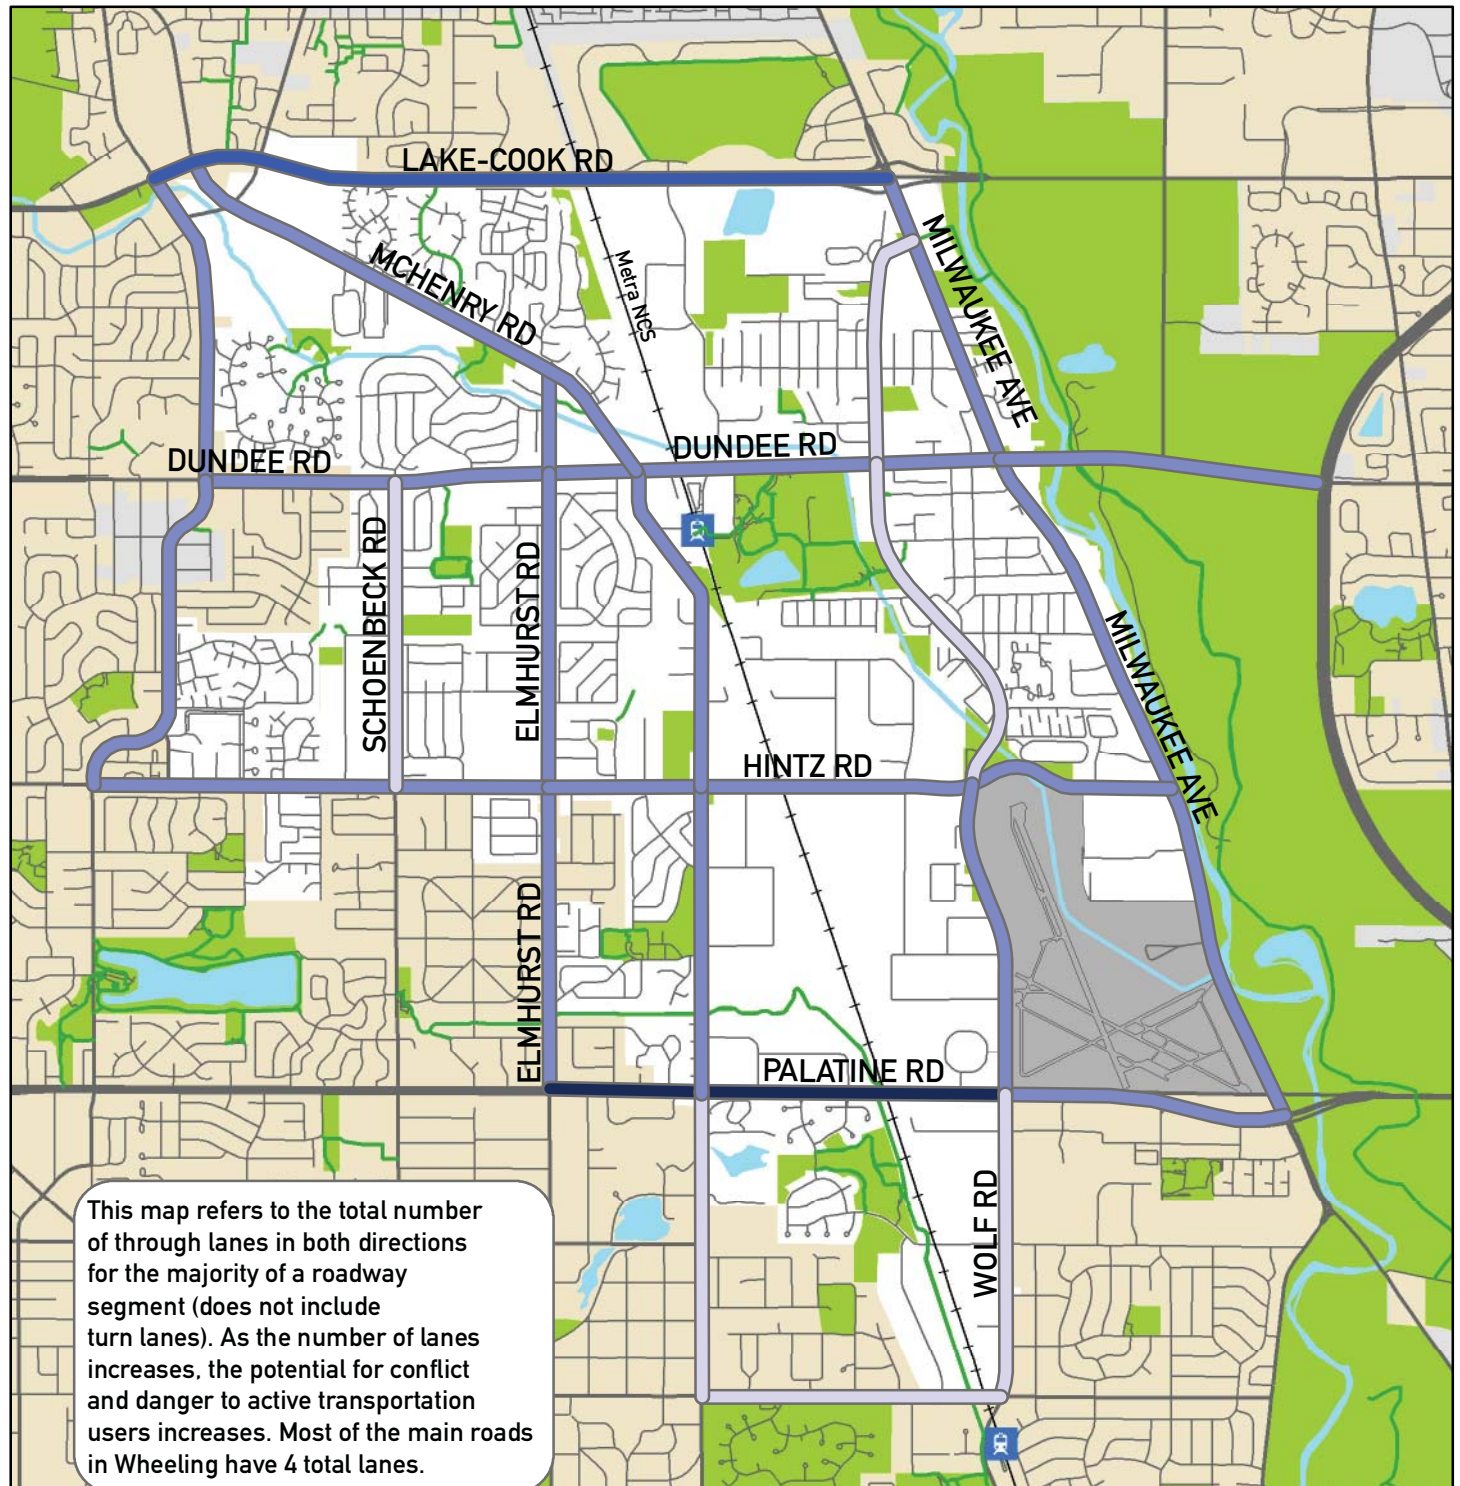 LAKE-COOK RD
MILWAUKEE AVE
MCHENRY RD
Metra NCS
DUNDEE RD
DUNDEE RD
SCHOENBECK RD
ELMHURST RD
MILWAUKEE AVE
HINTZ RD
ELMHURST RD
PALATINE RD
WOLF RD
This map refers to the total number
of through lanes in both directions
for the majority of a roadway
segment (does not include
turn lanes). As the number of lanes
increases, the potential for conflict
and danger to active transportation
users increases. Most of the main roads
in Wheeling have 4 total lanes.